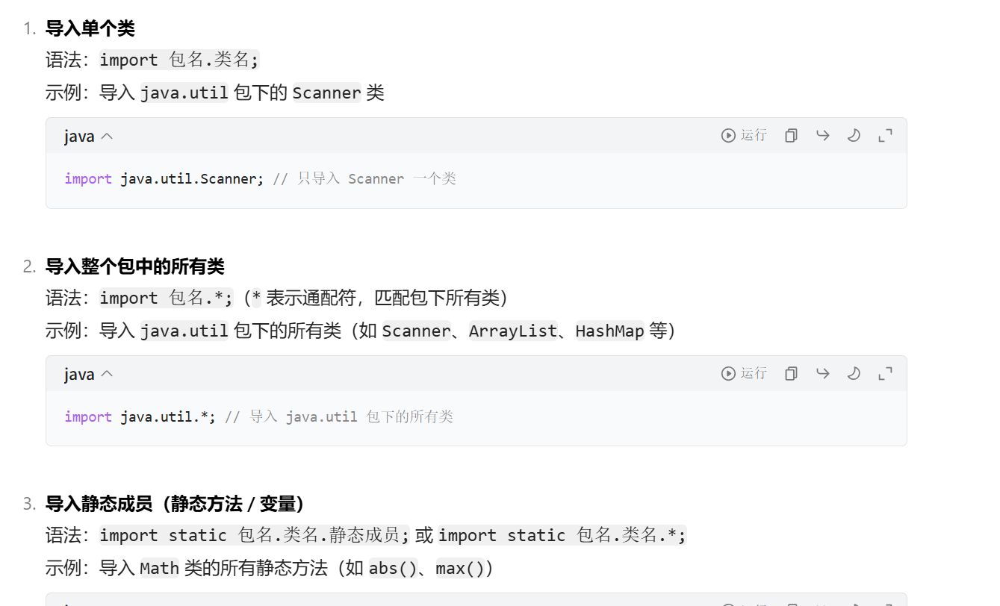 1. 导入单个类
语法：import 包名.类名;
示例：导入 java.util 包下的 Scanner 类
java 运行
import java.util.Scanner; // 只导入 Scanner 一个类
2. 导入整个包中的所有类
语法：import 包名.*;（* 表示通配符，匹配包下所有类）
示例：导入 java.util 包下的所有类（如 Scanner、ArrayList、HashMap 等）
java 运行
import java.util.*; // 导入 java.util 包下的所有类
3. 导入静态成员（静态方法 / 变量）
语法：import static 包名.类名.静态成员; 或 import static 包名.类名.*;
示例：导入 Math 类的所有静态方法（如 abs()、max()）